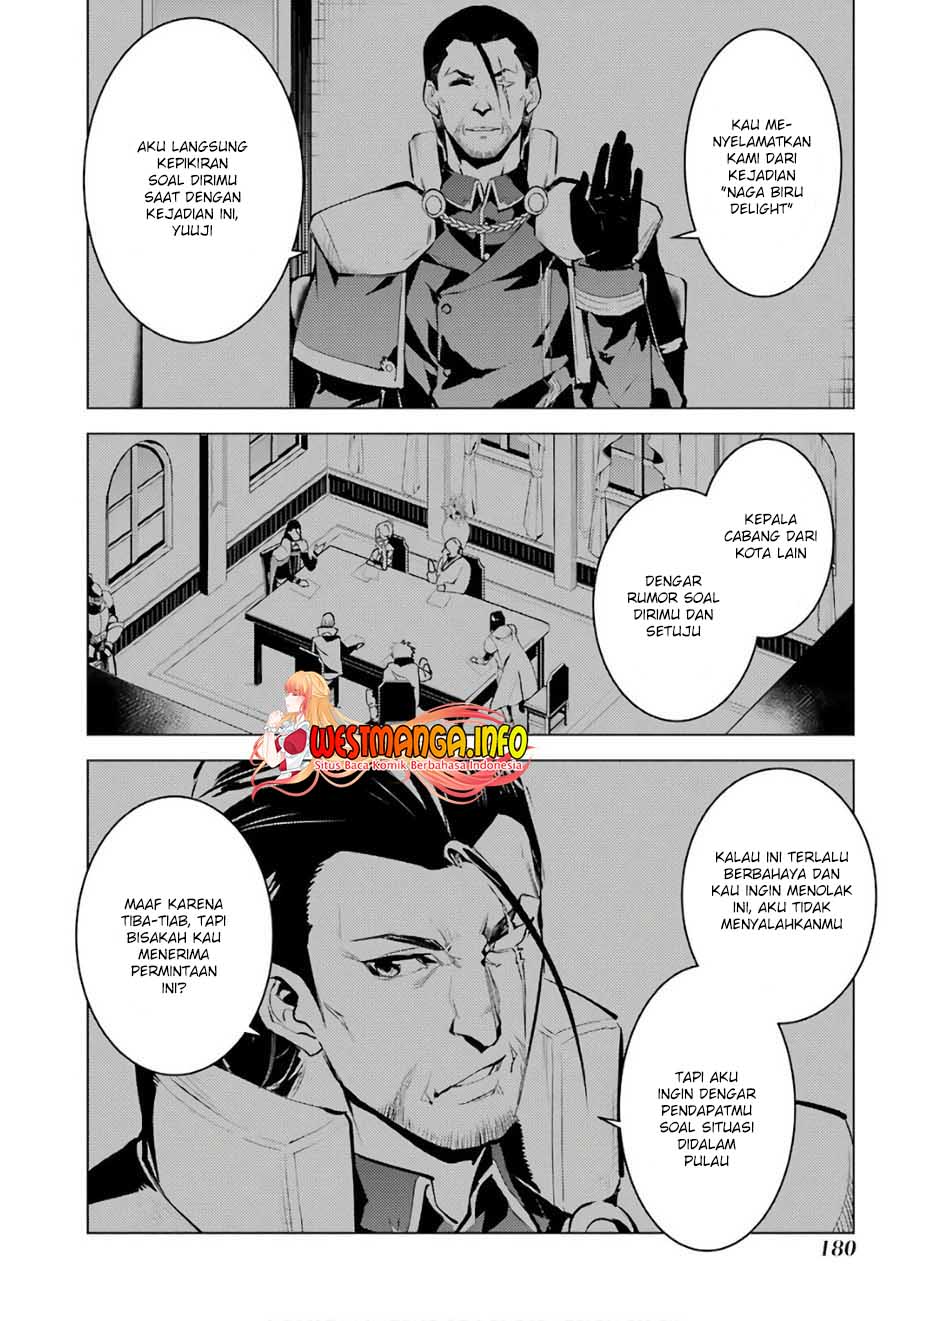 KAU ME-
NYELAMATKAN
KAMI DARI
KEJADIAN
"NAGA BIRU
DELIGHT"
AKU LANGSUNG
KEPIKIRAN
SOAL DIRIMU
SAAT DENGAN
KEJADIAN INI,
YUUJI
KEPALA
CABANG DARI
KOTA LAIN
DENGAR
RUMOR SOAL
DIRIMU DAN
SETUJU
WESTMANGA.INFO
Situs Baca Komik Berbahasa Indonesia
KALAU INI TERLALU
BERBAHAYA DAN
KAU INGIN MENOLAK
INI, AKU TIDAK
MENYALAHKANMU
TAPI AKU
INGIN DENGAR
PENDAPATMU
SOAL SITUASI
DIDALAM
PULAU
MAAF KARENA
TIBA-TIAB, TAPI
BISAKAH KAU
MENERIMA
PERMINTAAN
INI?
180